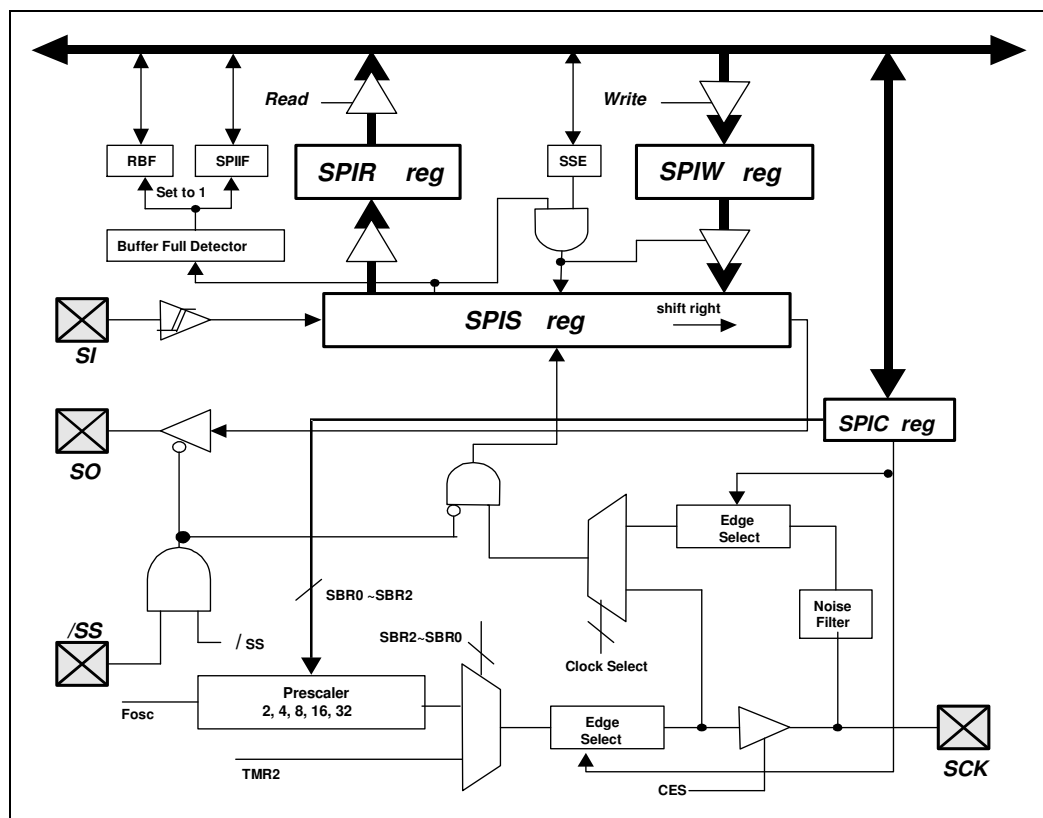 Read
Write
RBF
SPIIF
SPIR reg
SSE
SPIW reg
Set to 1
Buffer Full Detector
SPIS reg
shift right
SI
SO
SPIC reg
Edge
Select
SBR0 ~SBR2
Noise
Filter
/SS
/ SS
SBR2~SBR0
Clock Select
Prescaler
2, 4, 8, 16, 32
Fosc
Edge
Select
TMR2
CES
SCK